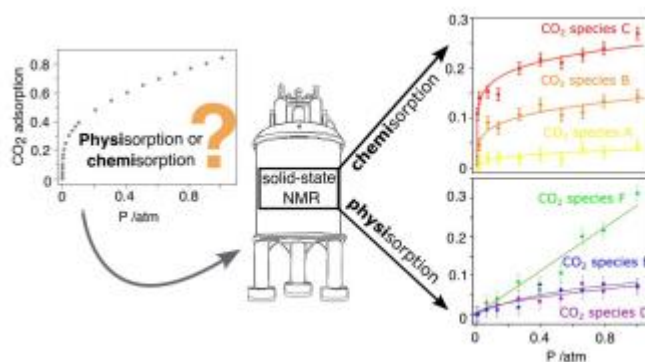 CO₂ adsorption
0.8
0.6
0.4
0.2
0
Physisorption or
chemisorption
?
0 0.4 0.8
P /atm
solid-state
NMR
chemisorption
physisorption
0.3
0.2
0.1
0
CO₂ species C
CO₂ species B
CO₂ species A
0.3
0.2
0.1
0
CO₂ species F
CO₂ species
CO₂ species
0 0.4 0.8
P /atm